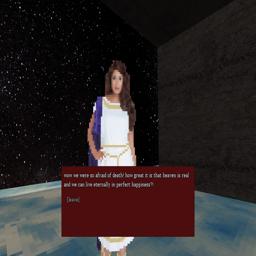 wow we were so afraid of death! how great it is that heaven is real
and we can live eternally in perfect happiness!!
[leave]